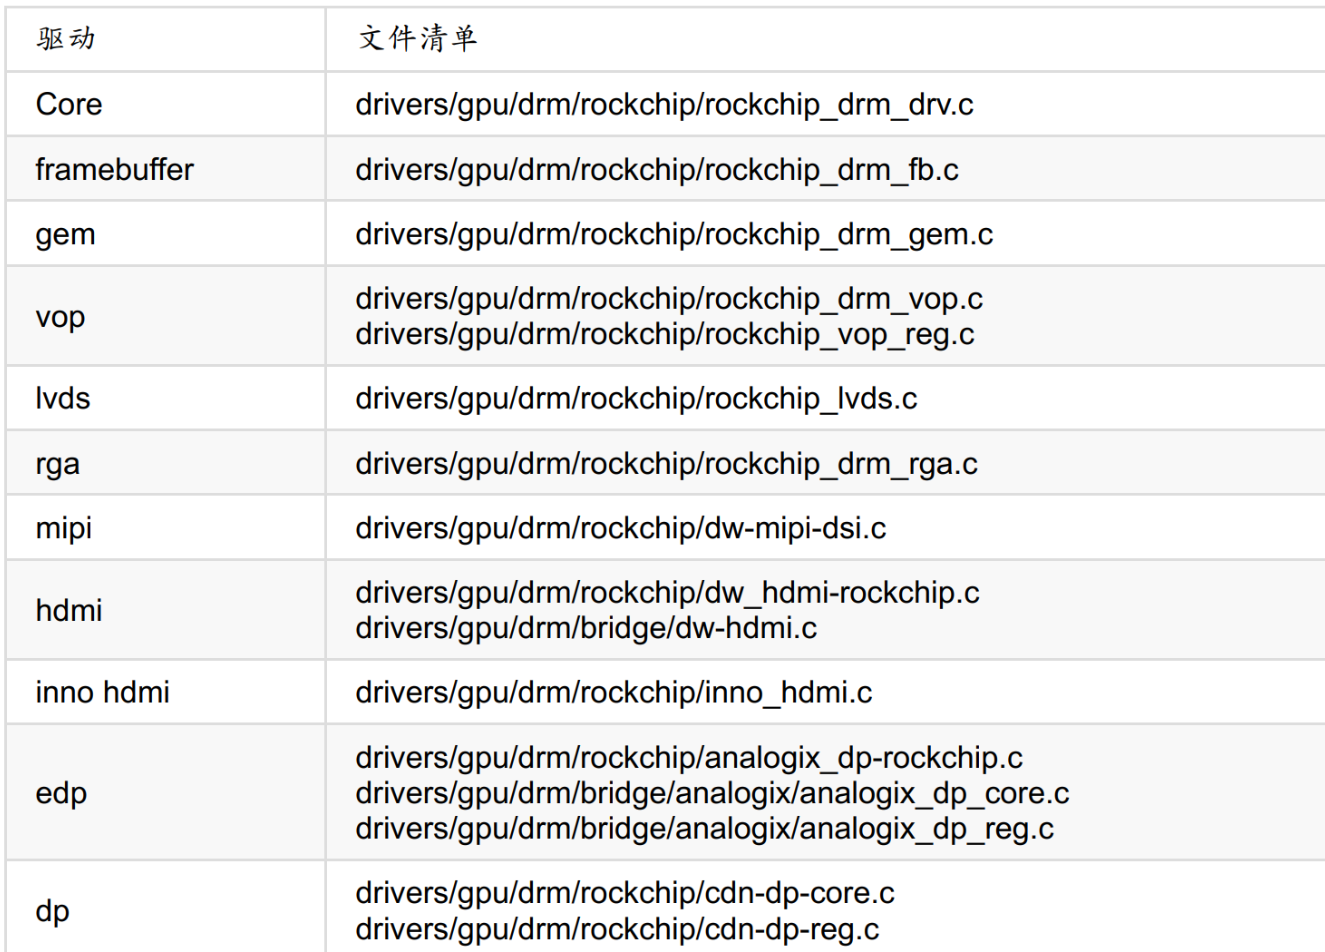 驱动 文件清单
Core drivers/gpu/drm/rockchip/rockchip_drm_drv.c
framebuffer drivers/gpu/drm/rockchip/rockchip_drm_fb.c
gem drivers/gpu/drm/rockchip/rockchip_drm_gem.c
vop drivers/gpu/drm/rockchip/rockchip_drm_vop.c
drivers/gpu/drm/rockchip/rockchip_vop_reg.c
lvds drivers/gpu/drm/rockchip/rockchip_lvds.c
rga drivers/gpu/drm/rockchip/rockchip_drm_rga.c
mipi drivers/gpu/drm/rockchip/dw-mipi-dsi.c
hdmi drivers/gpu/drm/rockchip/dw_hdmi-rockchip.c
drivers/gpu/drm/bridge/dw-hdmi.c
inno hdmi drivers/gpu/drm/rockchip/inno_hdmi.c
edp drivers/gpu/drm/rockchip/analogix_dp-rockchip.c
drivers/gpu/drm/bridge/analogix/analogix_dp_core.c
drivers/gpu/drm/bridge/analogix/analogix_dp_reg.c
dp drivers/gpu/drm/rockchip/cdn-dp-core.c
drivers/gpu/drm/rockchip/cdn-dp-reg.c